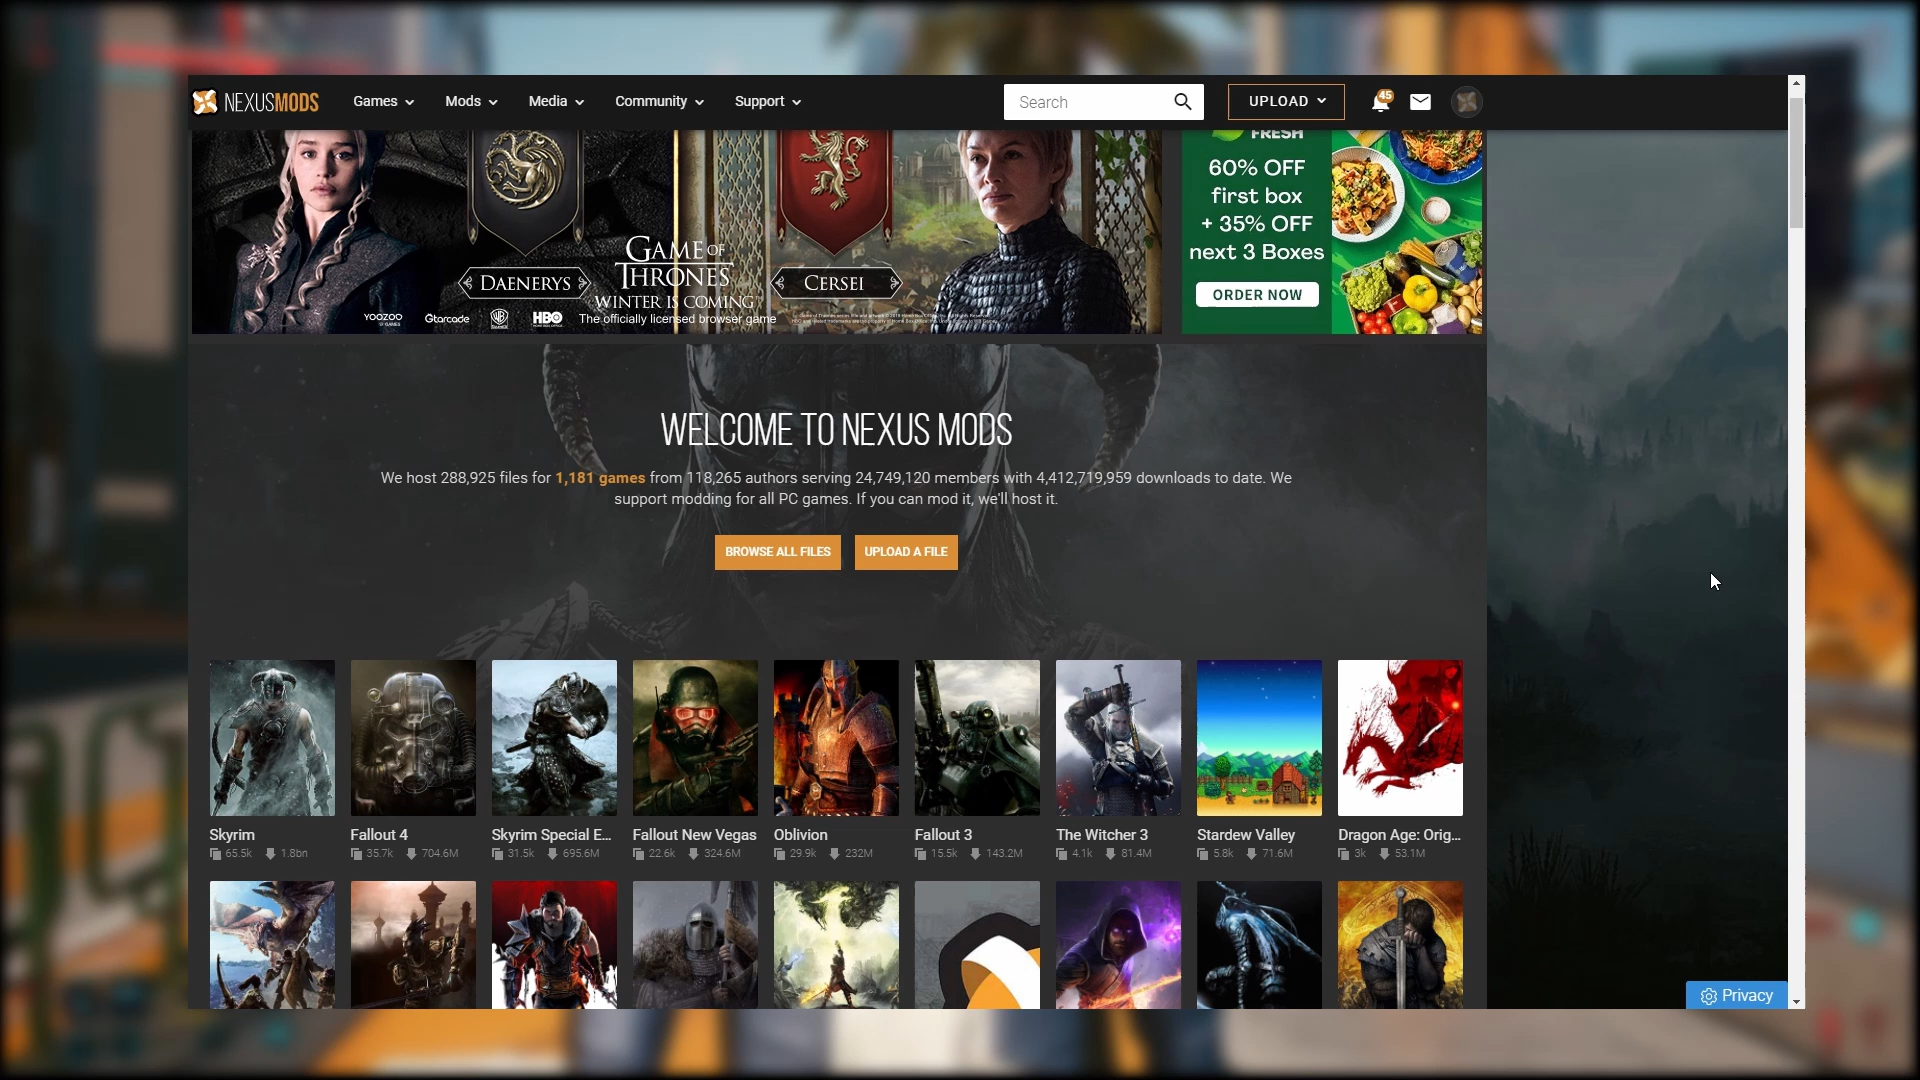 NEXUSMODS Games Mods Media Community Support Search UPLOAD 45
DAENERYS
GAME OF THRONES
WINTER IS COMING
CERSEI
YOOZOO GAMES Gtarcade WB HBO The officially licensed browser game
FRESH
60% OFF
first box
+ 35% OFF
next 3 Boxes
ORDER NOW
WELCOME TO NEXUS MODS
We host 288,925 files for 1,181 games from 118,265 authors serving 24,749,120 members with 4,412,719,959 downloads to date. We
support modding for all PC games. If you can mod it, we'll host it.
BROWSE ALL FILES UPLOAD A FILE
Skyrim Fallout 4 Skyrim Special E... Fallout New Vegas Oblivion Fallout 3 The Witcher 3 Stardew Valley Dragon Age: Orig...
65.5k 1.8bn 35.7k 704.6M 31.5k 695.6M 22.6k 324.6M 29.9k 232M 15.5k 143.2M 4.1k 81.4M 5.8k 71.6M 3k 53.1M
Privacy